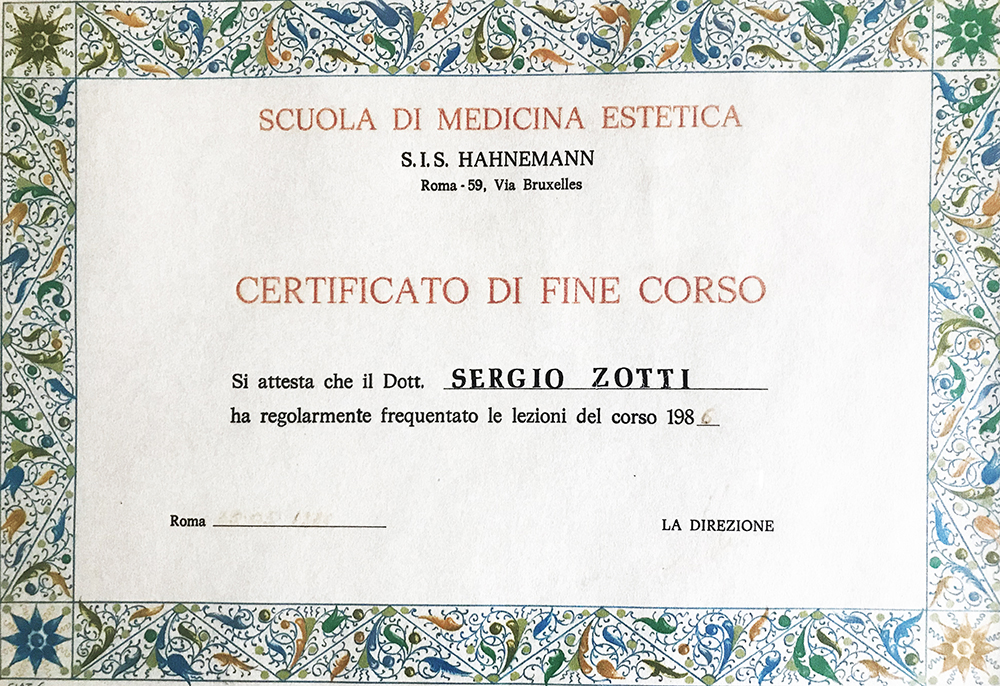 SCUOLA DI MEDICINA ESTETICA
S.I.S. HAHNEMANN
Roma - 59, Via Bruxelles
CERTIFICATO DI FINE CORSO
Si attesta che il Dott. SERGIO ZOTTI
ha regolarmente frequentato le lezioni del corso 1986
Roma
LA DIREZIONE